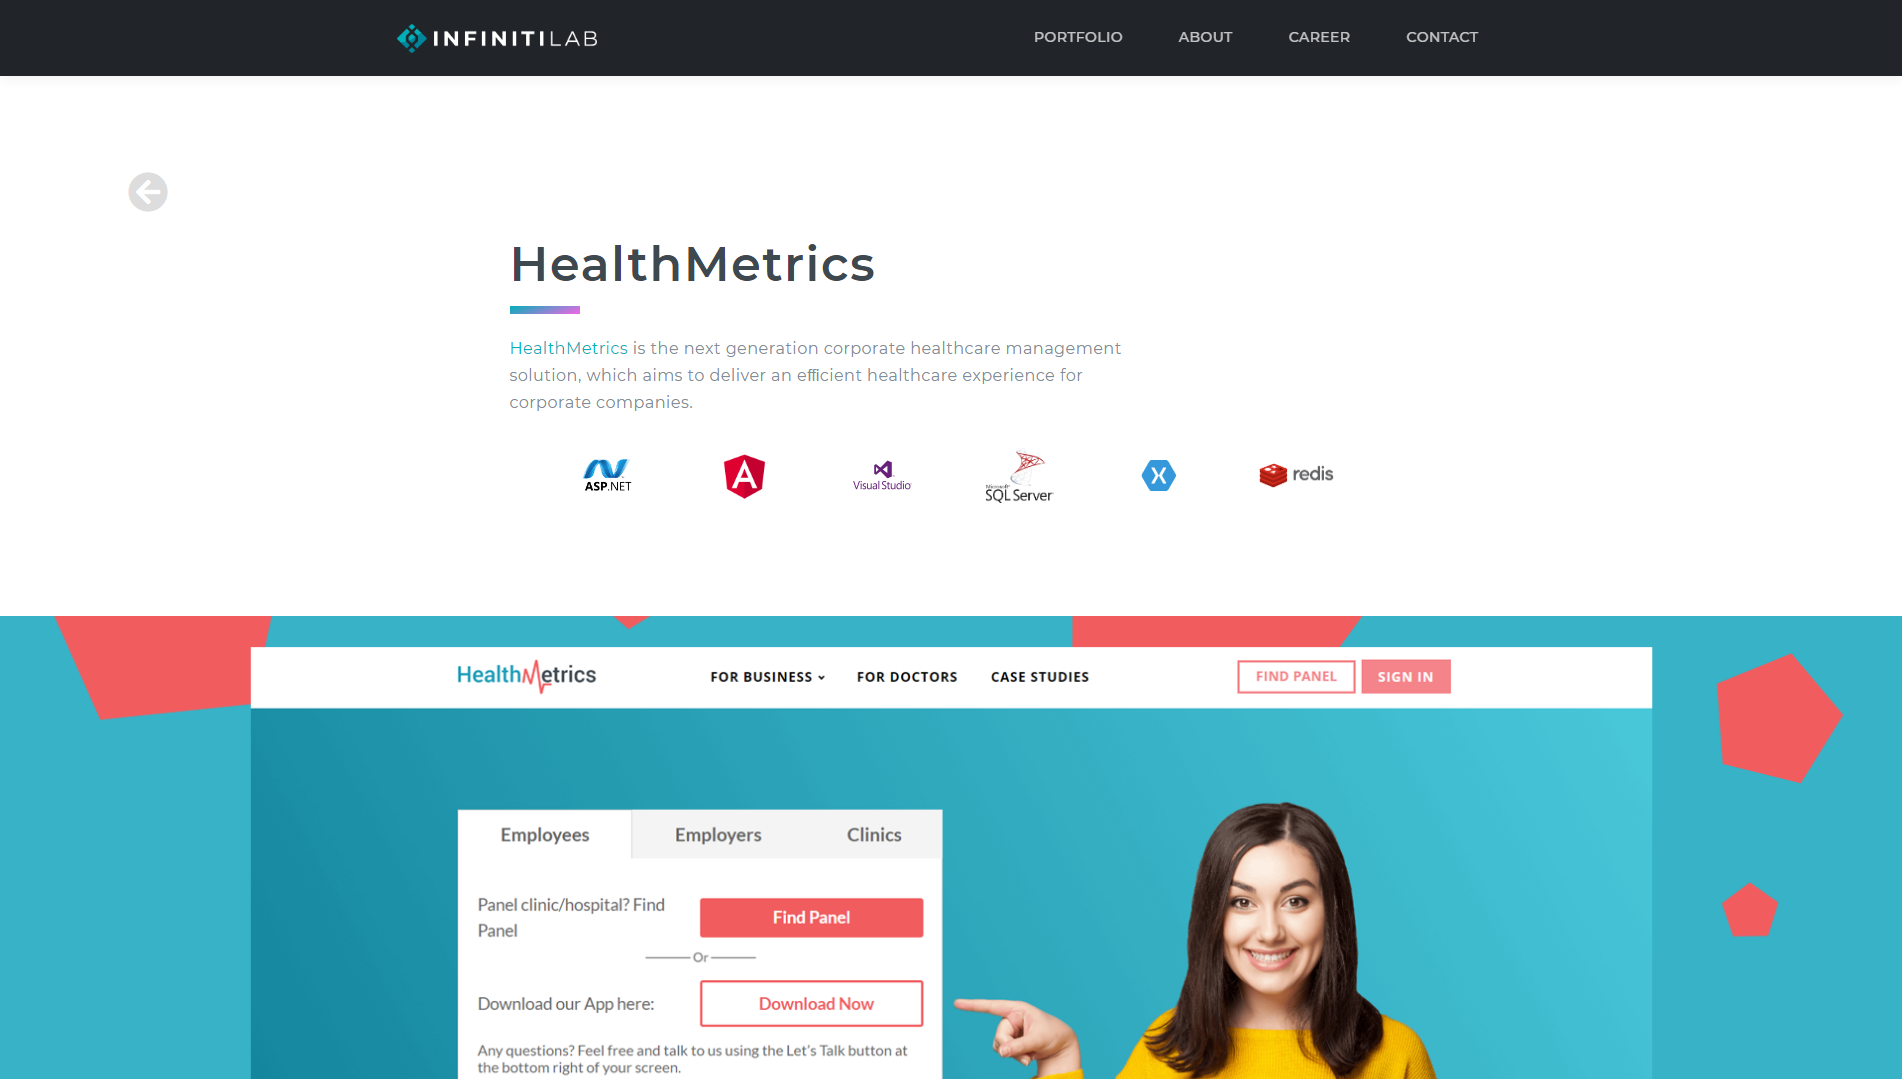 INFINITILAB
PORTFOLIO
ABOUT
CAREER
CONTACT
HealthMetrics
HealthMetrics is the next generation corporate healthcare management
solution, which aims to deliver an efficient healthcare experience for
corporate companies.
ASP.NET
Visual Studio
Microsoft
SQL Server
redis
HealthMetrics
FOR BUSINESS
FOR DOCTORS
CASE STUDIES
FIND PANEL
SIGN IN
Employees
Employers
Clinics
Panel clinic/hospital? Find
Panel
Find Panel
Or
Download our App here:
Download Now
Any questions? Feel free and talk to us using the Let's Talk button at
the bottom right of your screen.